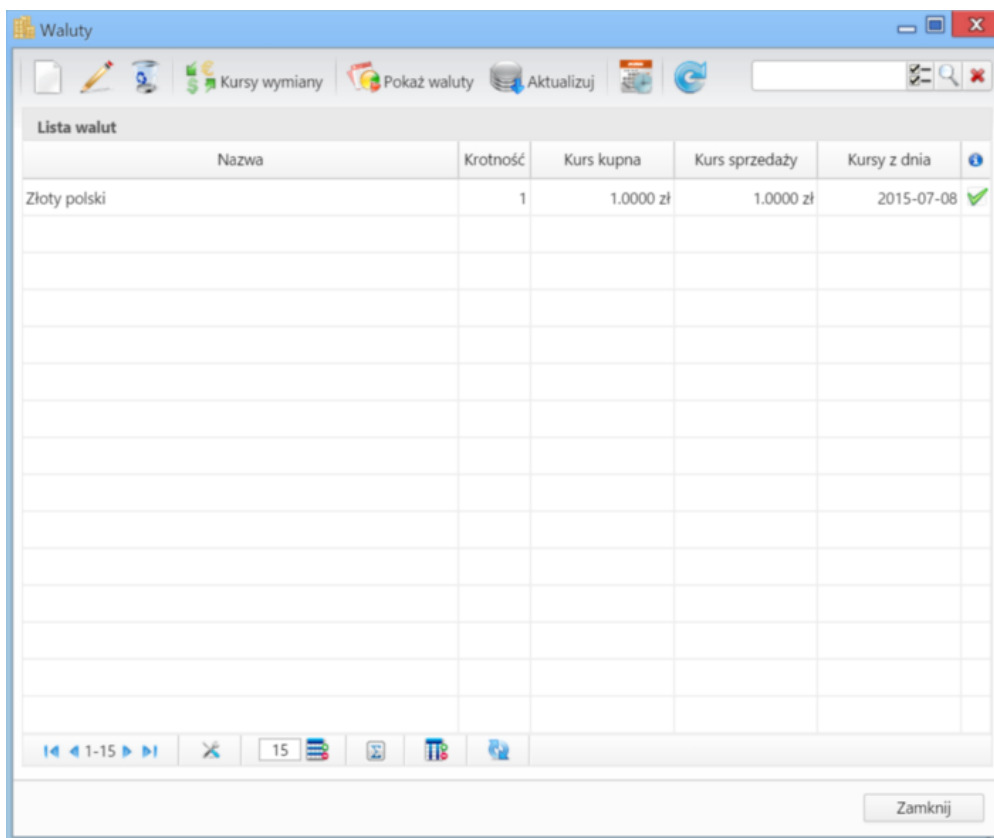 Waluty
Kursy wymiany Pokaż waluty Aktualizuj
Lista walut
Nazwa Krotność Kurs kupna Kurs sprzedaży Kursy z dnia
Złoty polski 1 1.0000 zł 1.0000 zł 2015-07-08
1-15 15
Zamknij